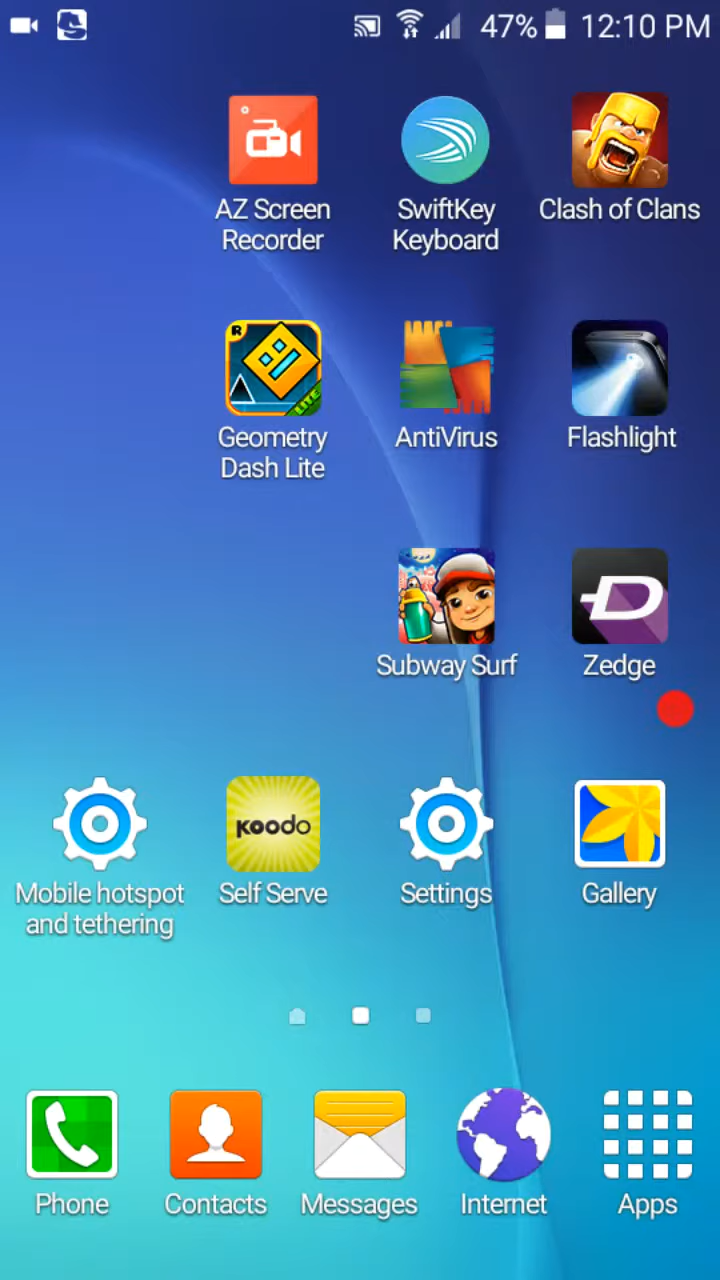 47% 12:10 PM
AZ Screen
Recorder
SwiftKey
Keyboard
Clash of Clans
R
LITE
Geometry
Dash Lite
AntiVirus
Flashlight
Subway Surf
D
Zedge
Mobile hotspot
and tethering
koodo
Self Serve
Settings
Gallery
Phone
Contacts
Messages
Internet
Apps